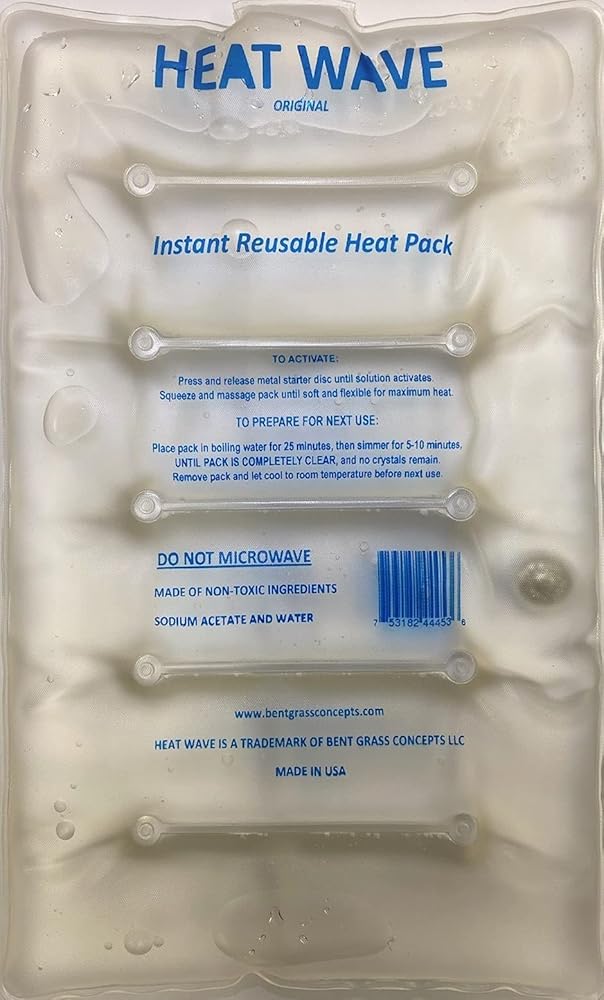 HEAT WAVE
ORIGINAL
Instant Reusable Heat Pack
TO ACTIVATE:
Press and release metal starter disc until solution activates.
Squeeze and massage pack until soft and flexible for maximum heat.
TO PREPARE FOR NEXT USE:
Place pack in boiling water for 25 minutes, then simmer for 5-10 minutes,
UNTIL PACK IS COMPLETELY CLEAR, and no crystals remain.
Remove pack and let cool to room temperature before next use.
DO NOT MICROWAVE
MADE OF NON-TOXIC INGREDIENTS
SODIUM ACETATE AND WATER
7 53182 44453 6
www.bentgrassconcepts.com
HEAT WAVE IS A TRADEMARK OF BENT GRASS CONCEPTS LLC
MADE IN USA